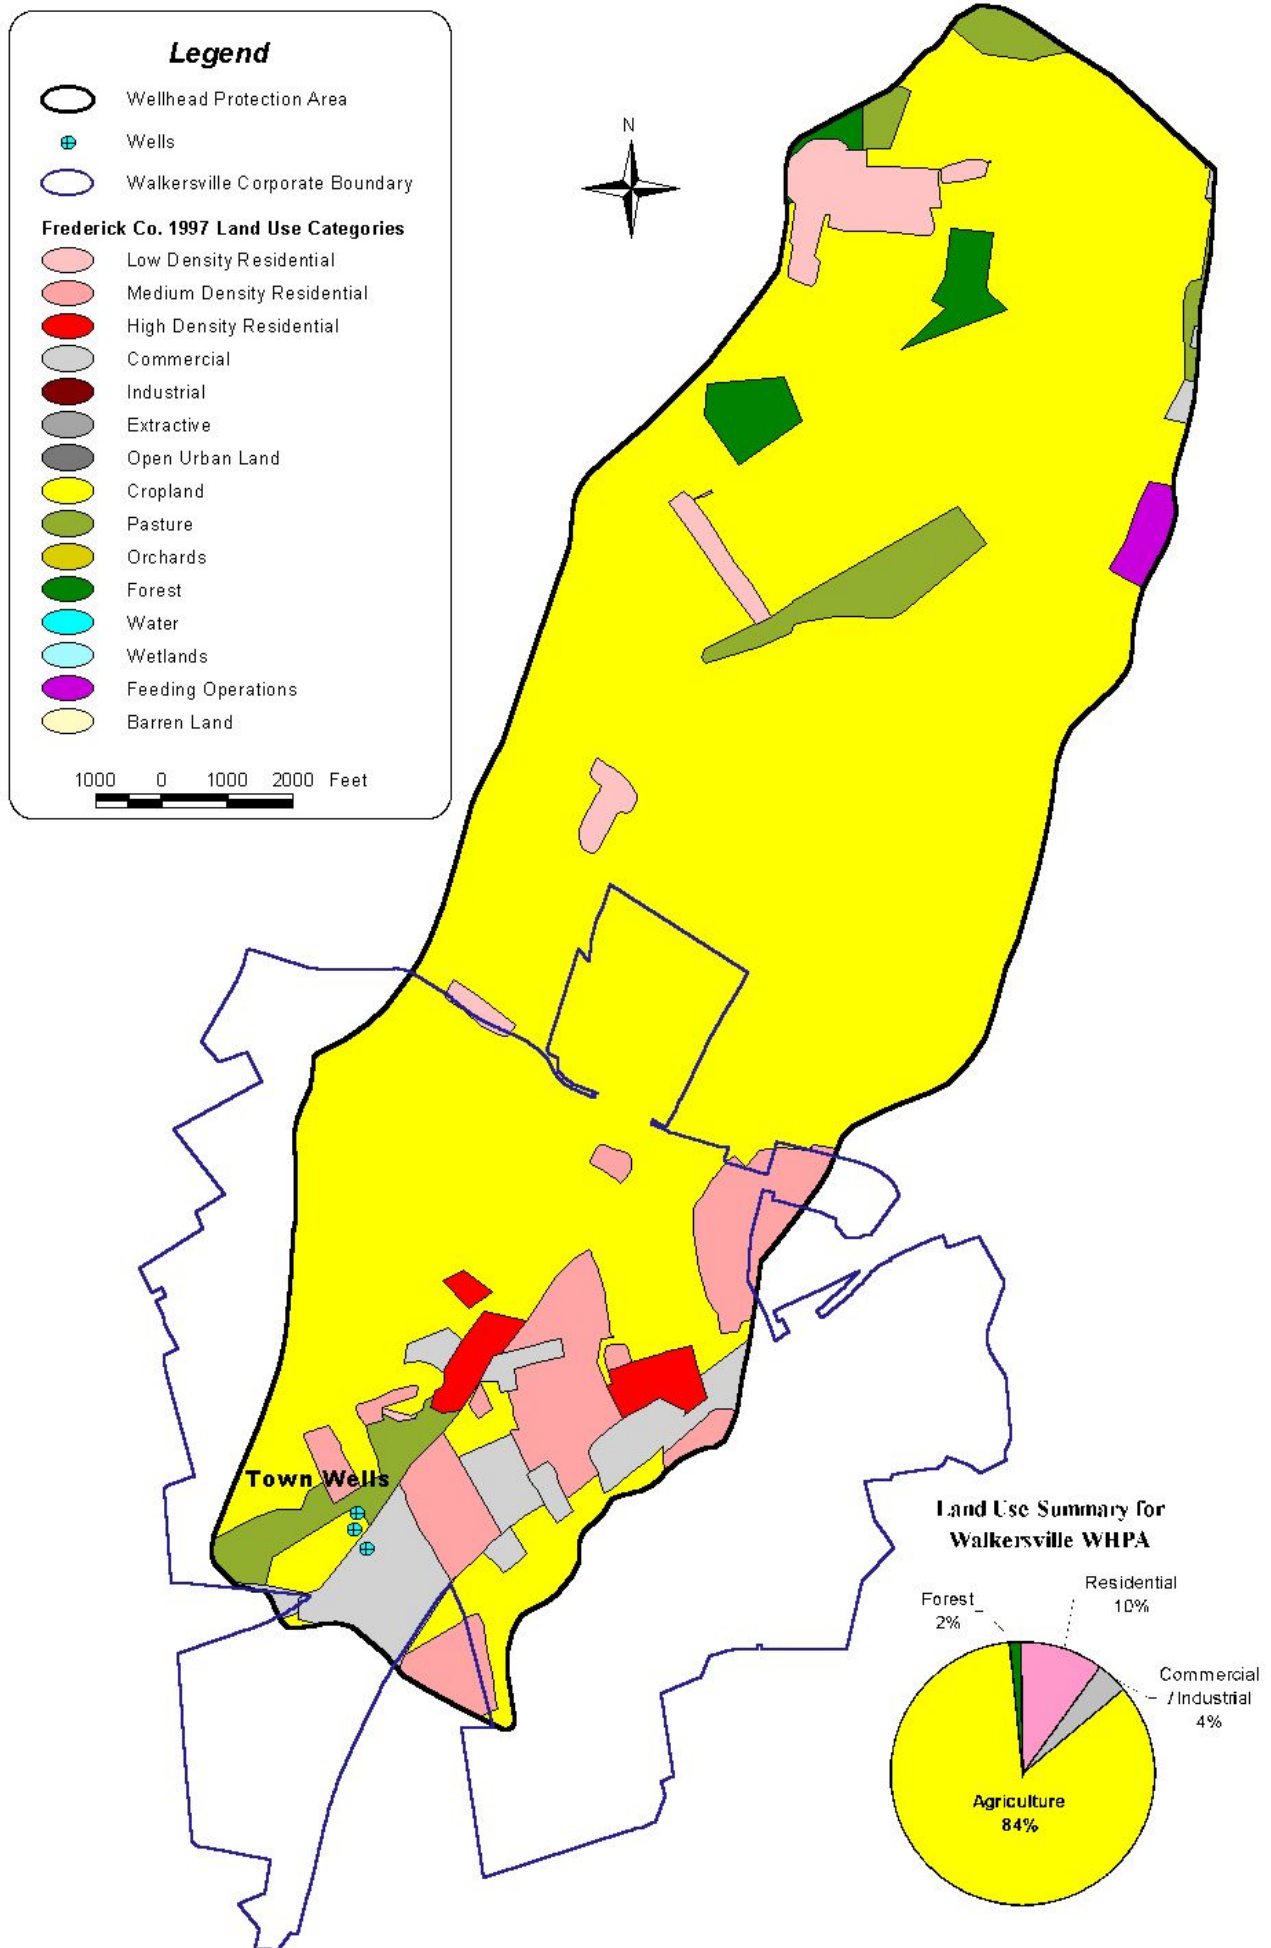 Legend
Wellhead Protection Area
Wells
Walkersville Corporate Boundary
Frederick Co. 1997 Land Use Categories
Low Density Residential
Medium Density Residential
High Density Residential
Commercial
Industrial
Extractive
Open Urban Land
Cropland
Pasture
Orchards
Forest
Water
Wetlands
Feeding Operations
Barren Land
1000 0 1000 2000 Feet
N
Town Wells
Land Use Summary for
Walkersville WHPA
Forest
2%
Residential
10%
Commercial
/ Industrial
4%
Agriculture
84%